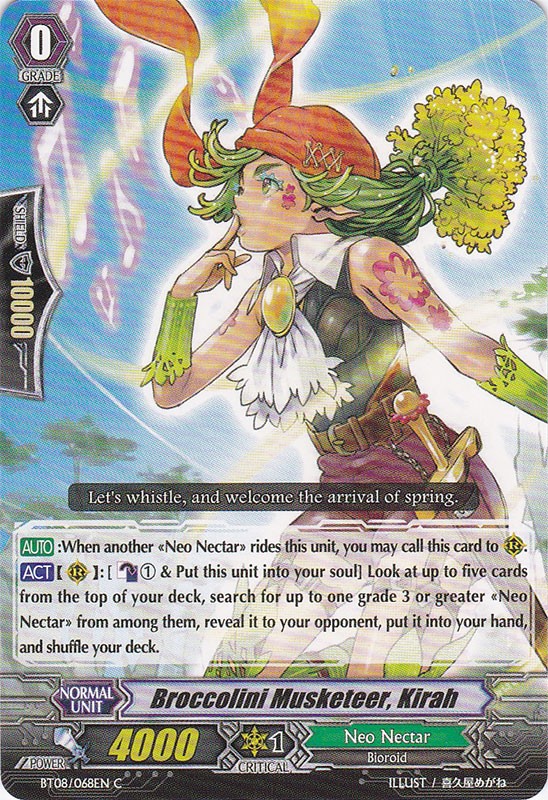 0
GRADE
SHIELD
10000
Let's whistle, and welcome the arrival of spring.
AUTO :When another «Neo Nectar» rides this unit, you may call this card to .
ACT [ ]: [ ① & Put this unit into your soul] Look at up to five cards
from the top of your deck, search for up to one grade 3 or greater «Neo
Nectar» from among them, reveal it to your opponent, put it into your hand,
and shuffle your deck.
NORMAL
UNIT
Broccolini Musketeer, Kirah
POWER
4000
1
CRITICAL
Neo Nectar
Bioroid
BT08/068EN C
ILLUST / 喜久屋めがね